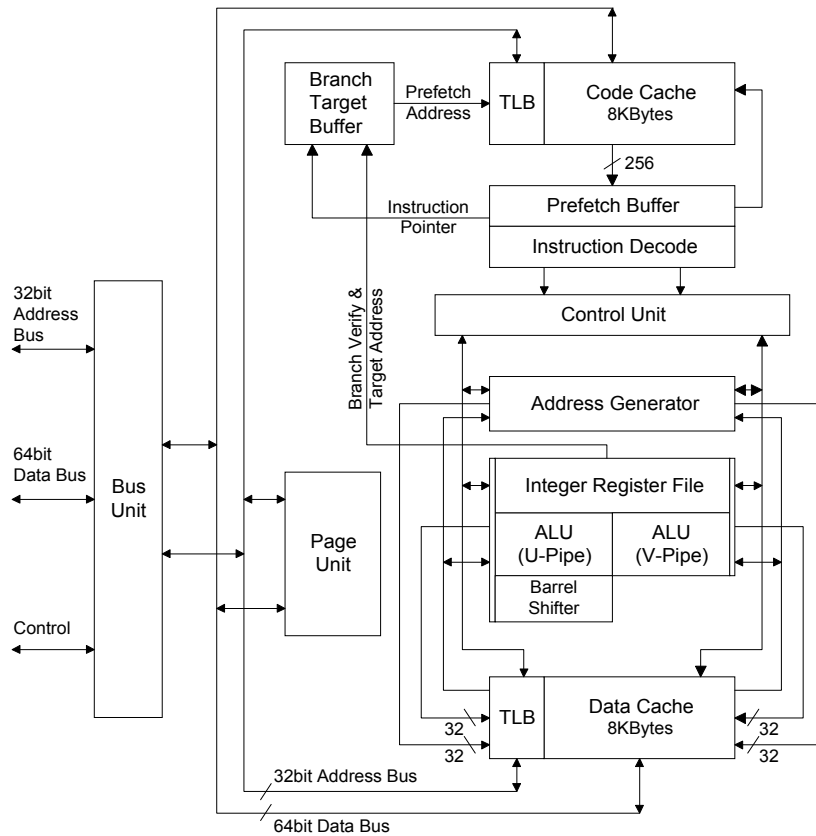 Branch
Target
Buffer
Prefetch
Address
TLB
Code Cache
8KBytes
256
Instruction
Pointer
Prefetch Buffer
Instruction Decode
32bit
Address
Bus
Control Unit
Branch Verify &
Target Address
Address Generator
64bit
Data Bus
Bus
Unit
Page
Unit
Integer Register File
ALU
(U-Pipe)
ALU
(V-Pipe)
Barrel
Shifter
Control
TLB
Data Cache
8KBytes
32
32
32
32
32bit Address Bus
64bit Data Bus